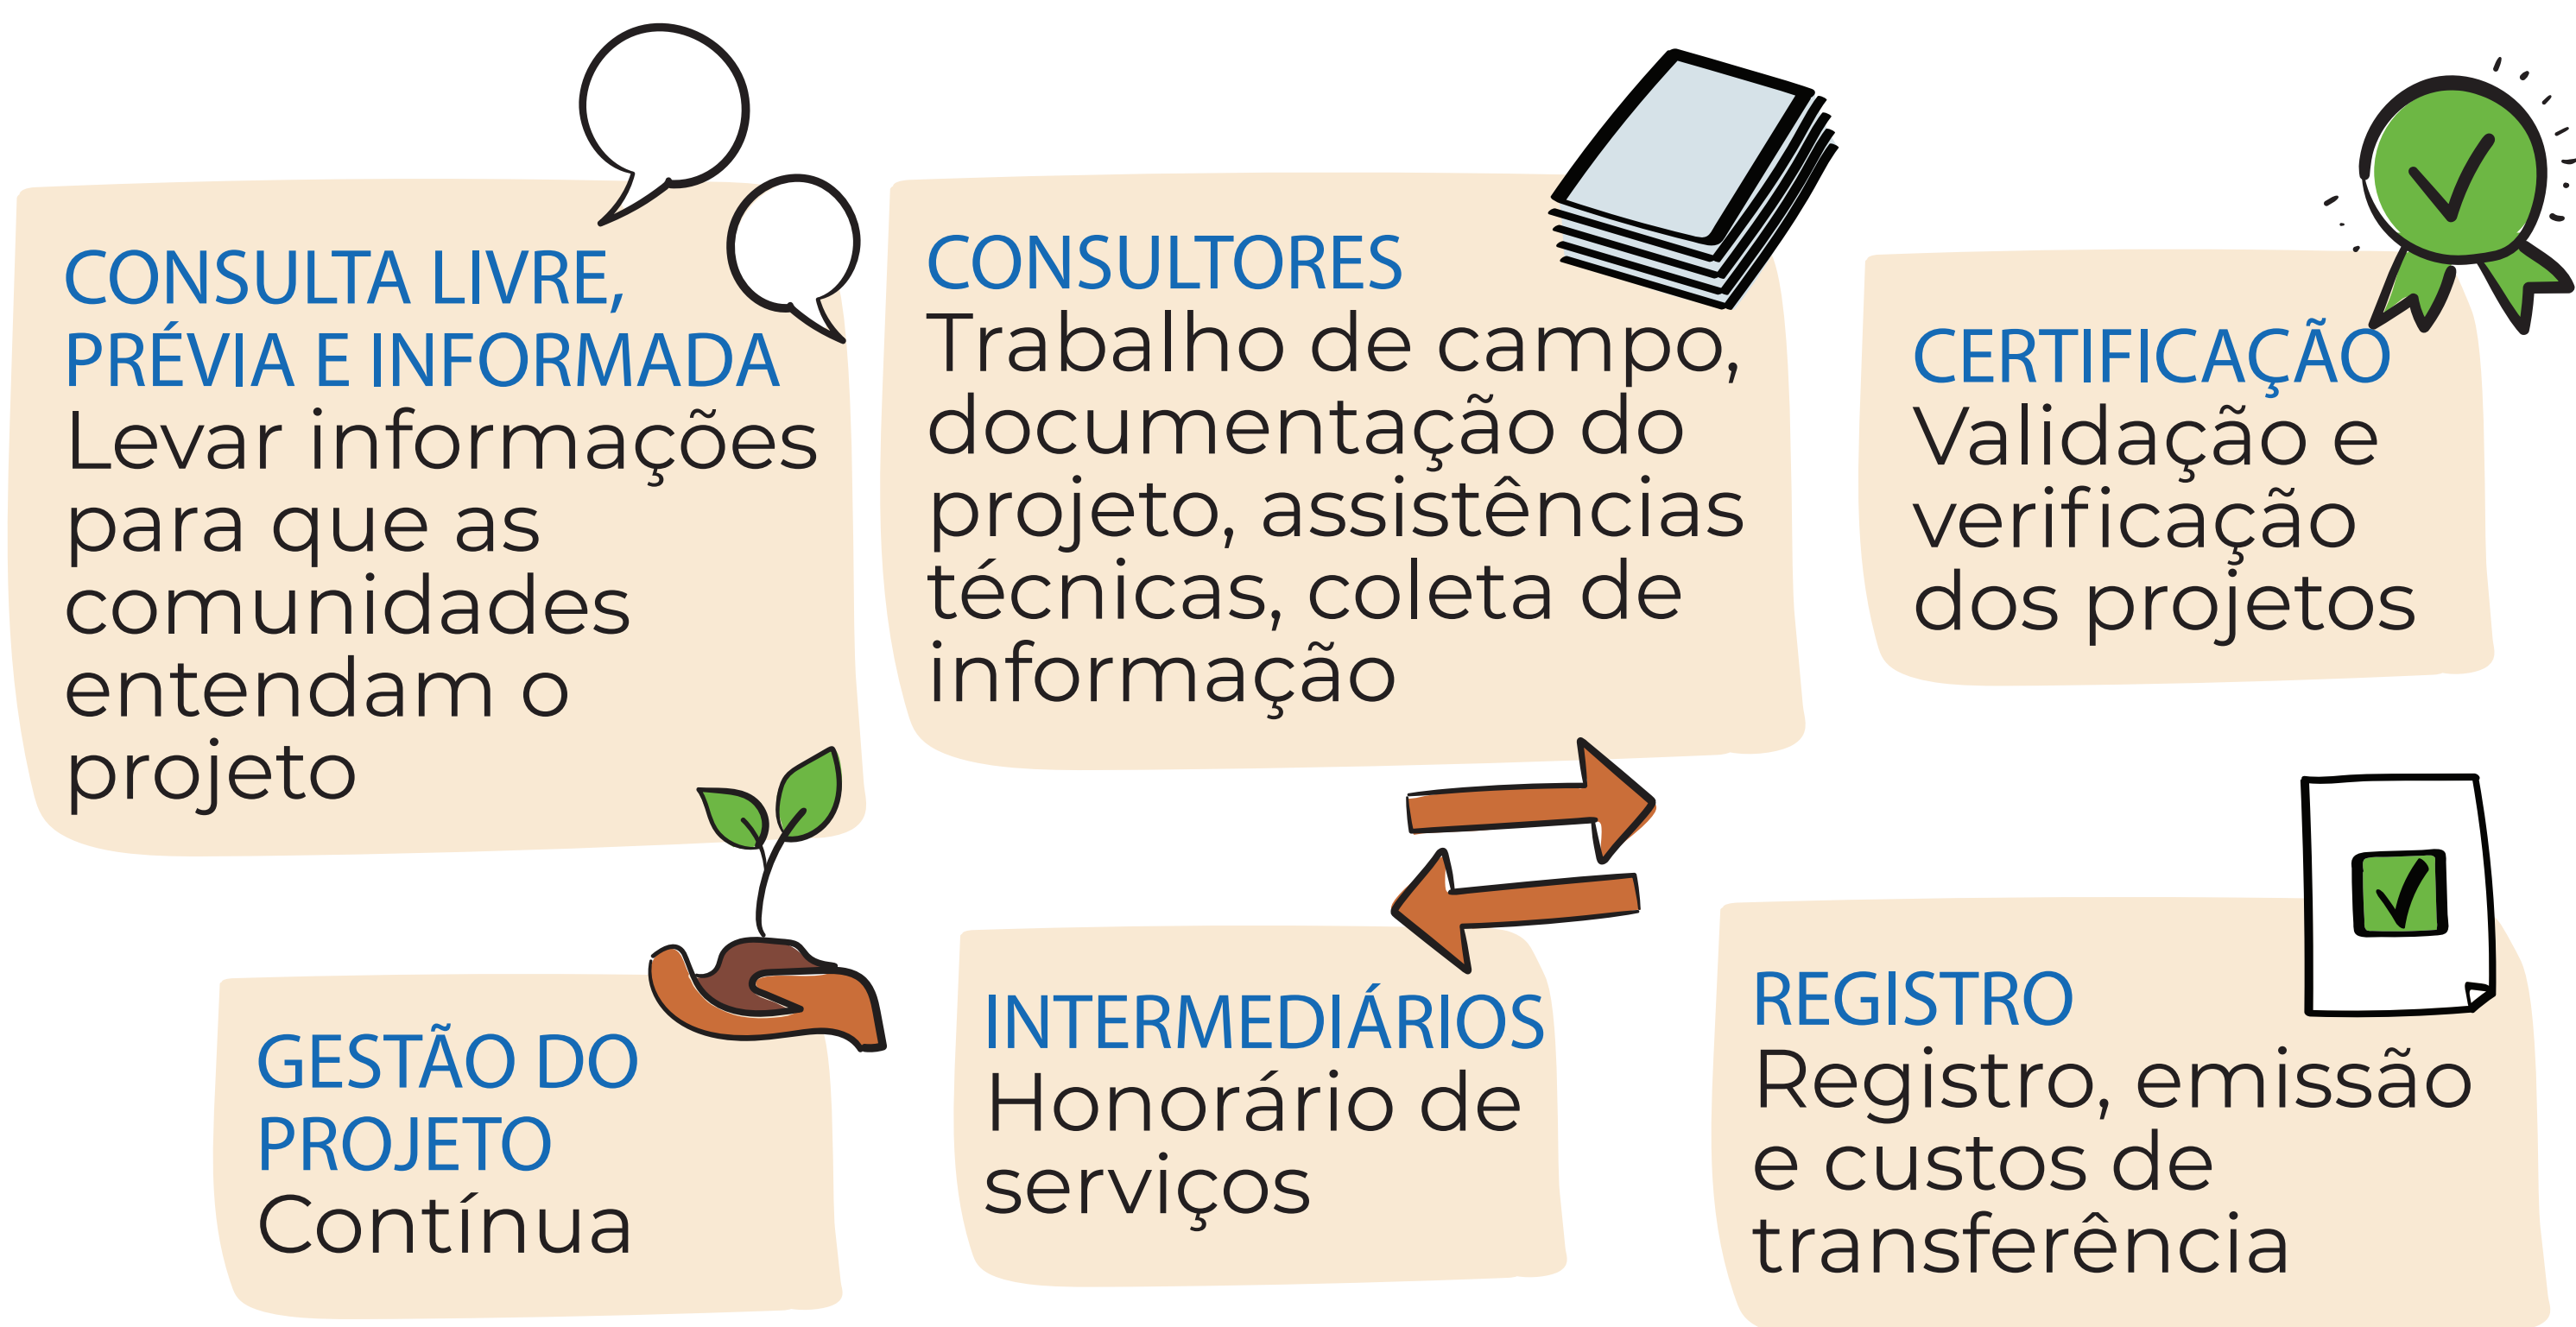 CONSULTA LIVRE,
PRÉVIA E INFORMADA
Levar informações
para que as
comunidades
entendam o
projeto
CONSULTORES
Trabalho de campo,
documentação do
projeto, assistências
técnicas, coleta de
informação
CERTIFICAÇÃO
Validação e
verificação
dos projetos
GESTÃO DO
PROJETO
Contínua
INTERMEDIÁRIOS
Honorário de
serviços
REGISTRO
Registro, emissão
e custos de
transferência